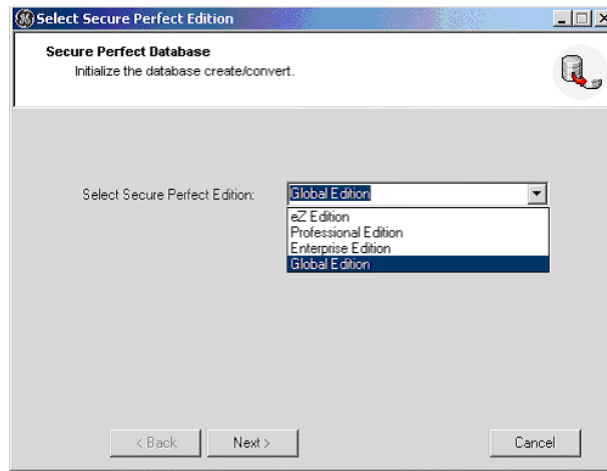 Select Secure Perfect Edition
Secure Perfect Database
Initialize the database create/convert.
Select Secure Perfect Edition:
Global Edition
eZ Edition
Professional Edition
Enterprise Edition
Global Edition
< Back
Next >
Cancel